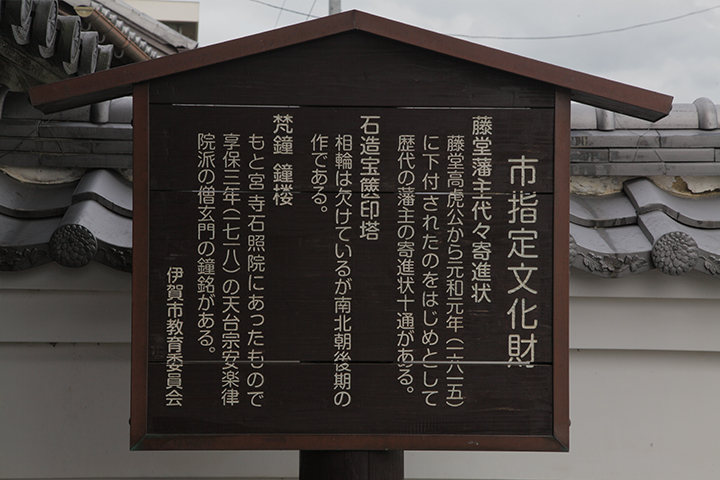 市指定文化財
藤堂藩主代々寄進状
藤堂高虎公から元和元年(一六一五)
に下付されたのをはじめとして
歴代の藩主の寄進状十通がある。
石造宝篋印塔
相輪は欠けているが南北朝後期の
作である。
梵鐘 鐘楼
もと宮寺石照院にあったもので
享保三年(一七一八)の天台宗安楽律
院派の僧玄門の鐘銘がある。
伊賀市教育委員会